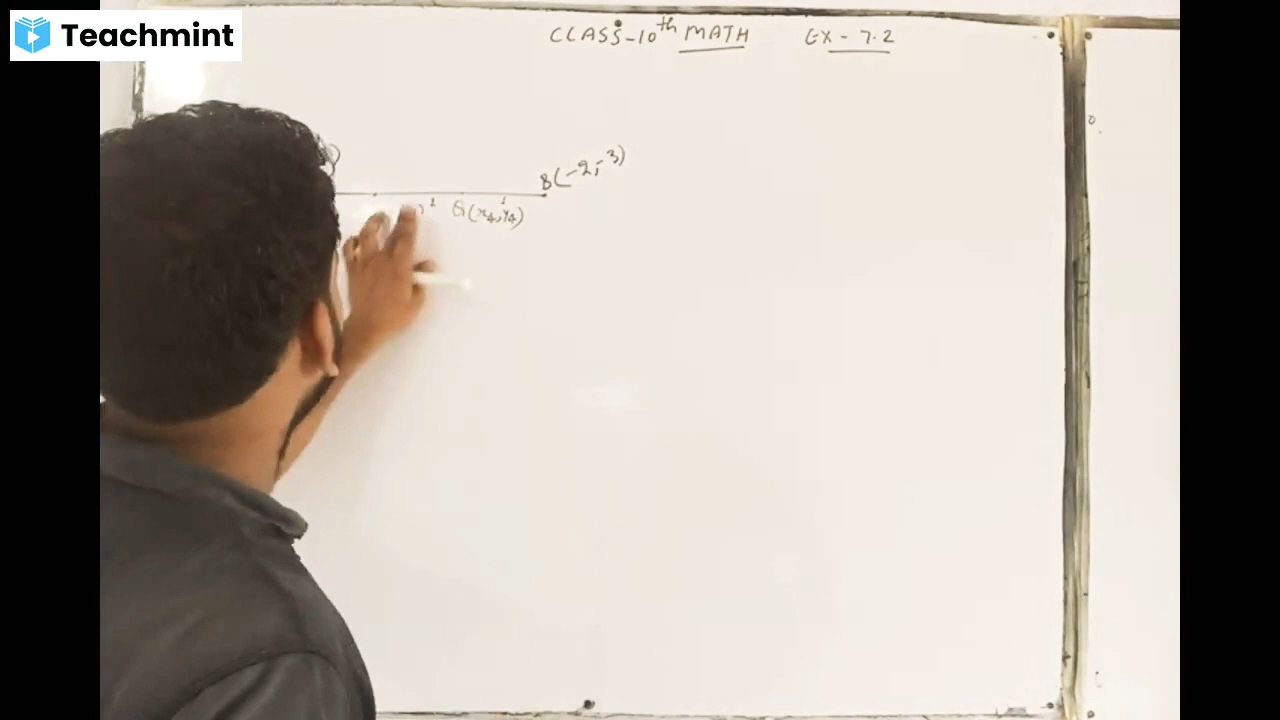 Teachmint
CLASS-10th MATH EX-7.2
B(-2,-3)
Q(x4,y4)